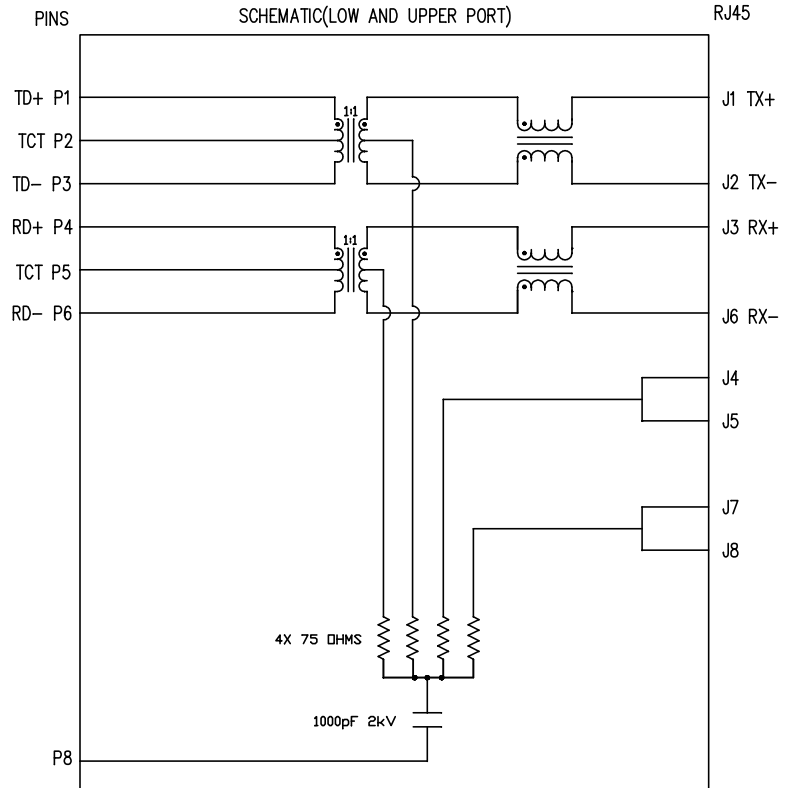 PINS
SCHEMATIC(LOW AND UPPER PORT)
RJ45
TD+ P1
1:1
J1 TX+
TCT P2
TD- P3
J2 TX-
RD+ P4
1:1
J3 RX+
TCT P5
RD- P6
J6 RX-
J4
J5
J7
J8
4X 75 OHMS
1000pF 2kV
P8